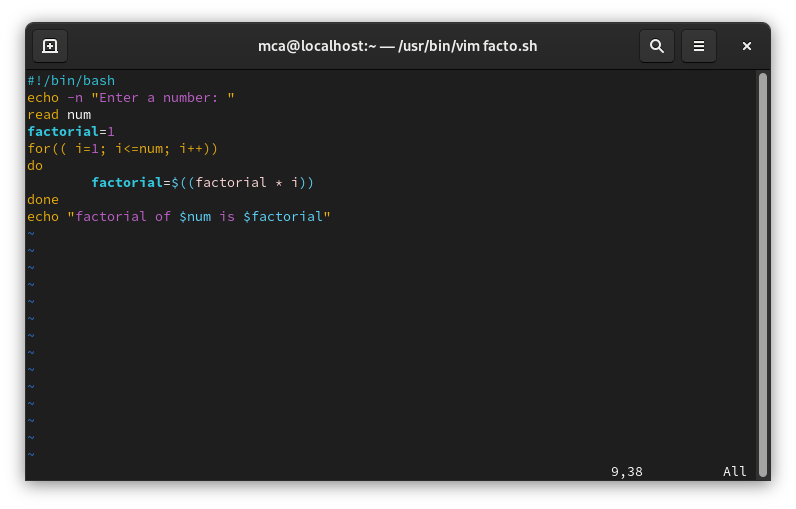 mca@localhost:~ — /usr/bin/vim facto.sh
#!/bin/bash
echo -n "Enter a number: "
read num
factorial=1
for(( i=1; i<=num; i++))
do
        factorial=$((factorial * i))
done
echo "factorial of $num is $factorial"
~
~
~
~
~
~
~
~
~
~
~
~
~
~
9,38          All